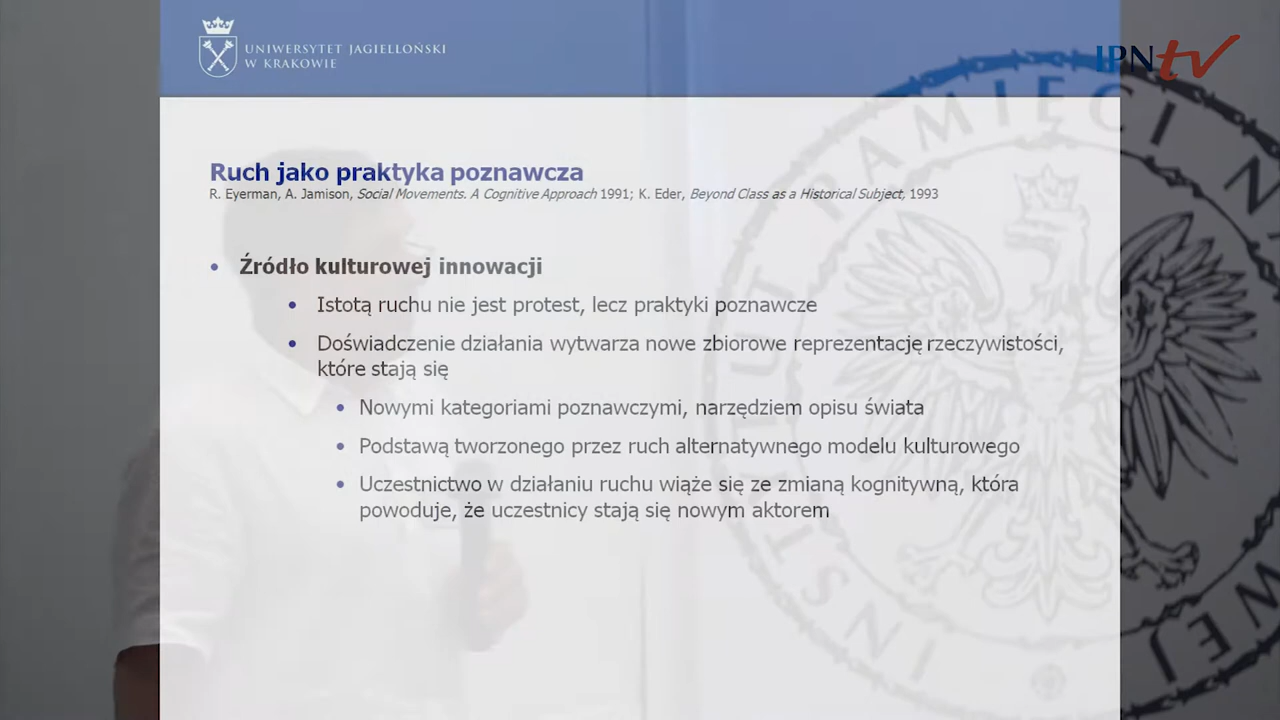 UNIWERSYTET JAGIELLOŃSKI
W KRAKOWIE
IPNtv
Ruch jako praktyka poznawcza
R. Eyerman, A. Jamison, Social Movements. A Cognitive Approach 1991; K. Eder, Beyond Class as a Historical Subject, 1993
• Źródło kulturowej innowacji
• Istotą ruchu nie jest protest, lecz praktyki poznawcze
• Doświadczenie działania wytwarza nowe zbiorowe reprezentację rzeczywistości,
które stają się
• Nowymi kategoriami poznawczymi, narzędziem opisu świata
• Podstawą tworzonego przez ruch alternatywnego modelu kulturowego
• Uczestnictwo w działaniu ruchu wiąże się ze zmianą kognitywną, która
powoduje, że uczestnicy stają się nowym aktorem
INSTYTUT PAMIĘCI